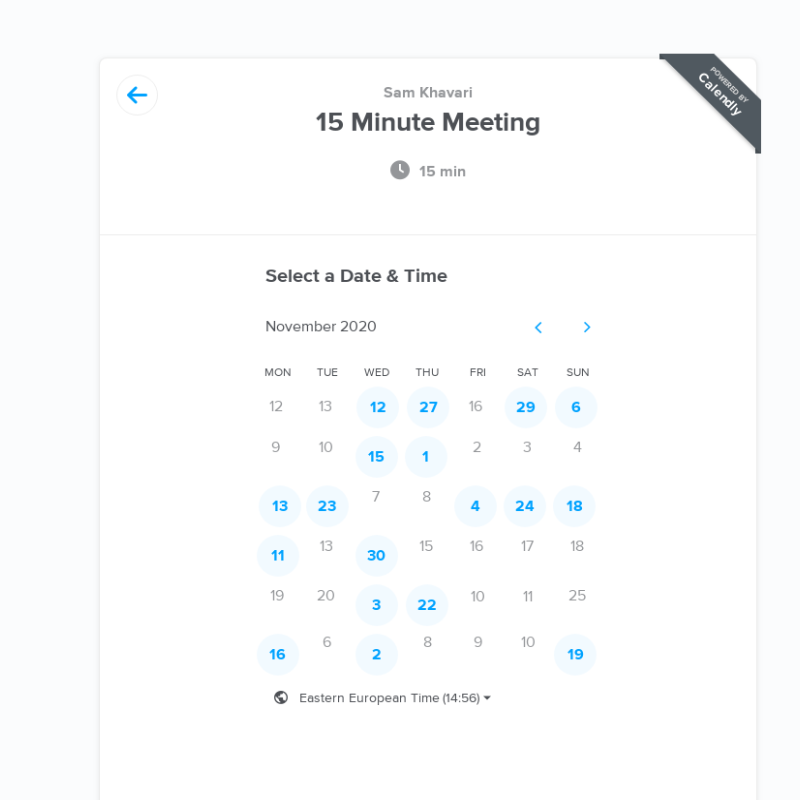 POWERED BY
Calendly
Sam Khavari
15 Minute Meeting
15 min
Select a Date & Time
November 2020
MON TUE WED THU FRI SAT SUN
12 13 12 27 16 29 6
9 10 15 1 2 3 4
13 23 7 8 4 24 18
11 13 30 15 16 17 18
19 20 3 22 10 11 25
16 6 2 8 9 10 19
Eastern European Time (14:56)